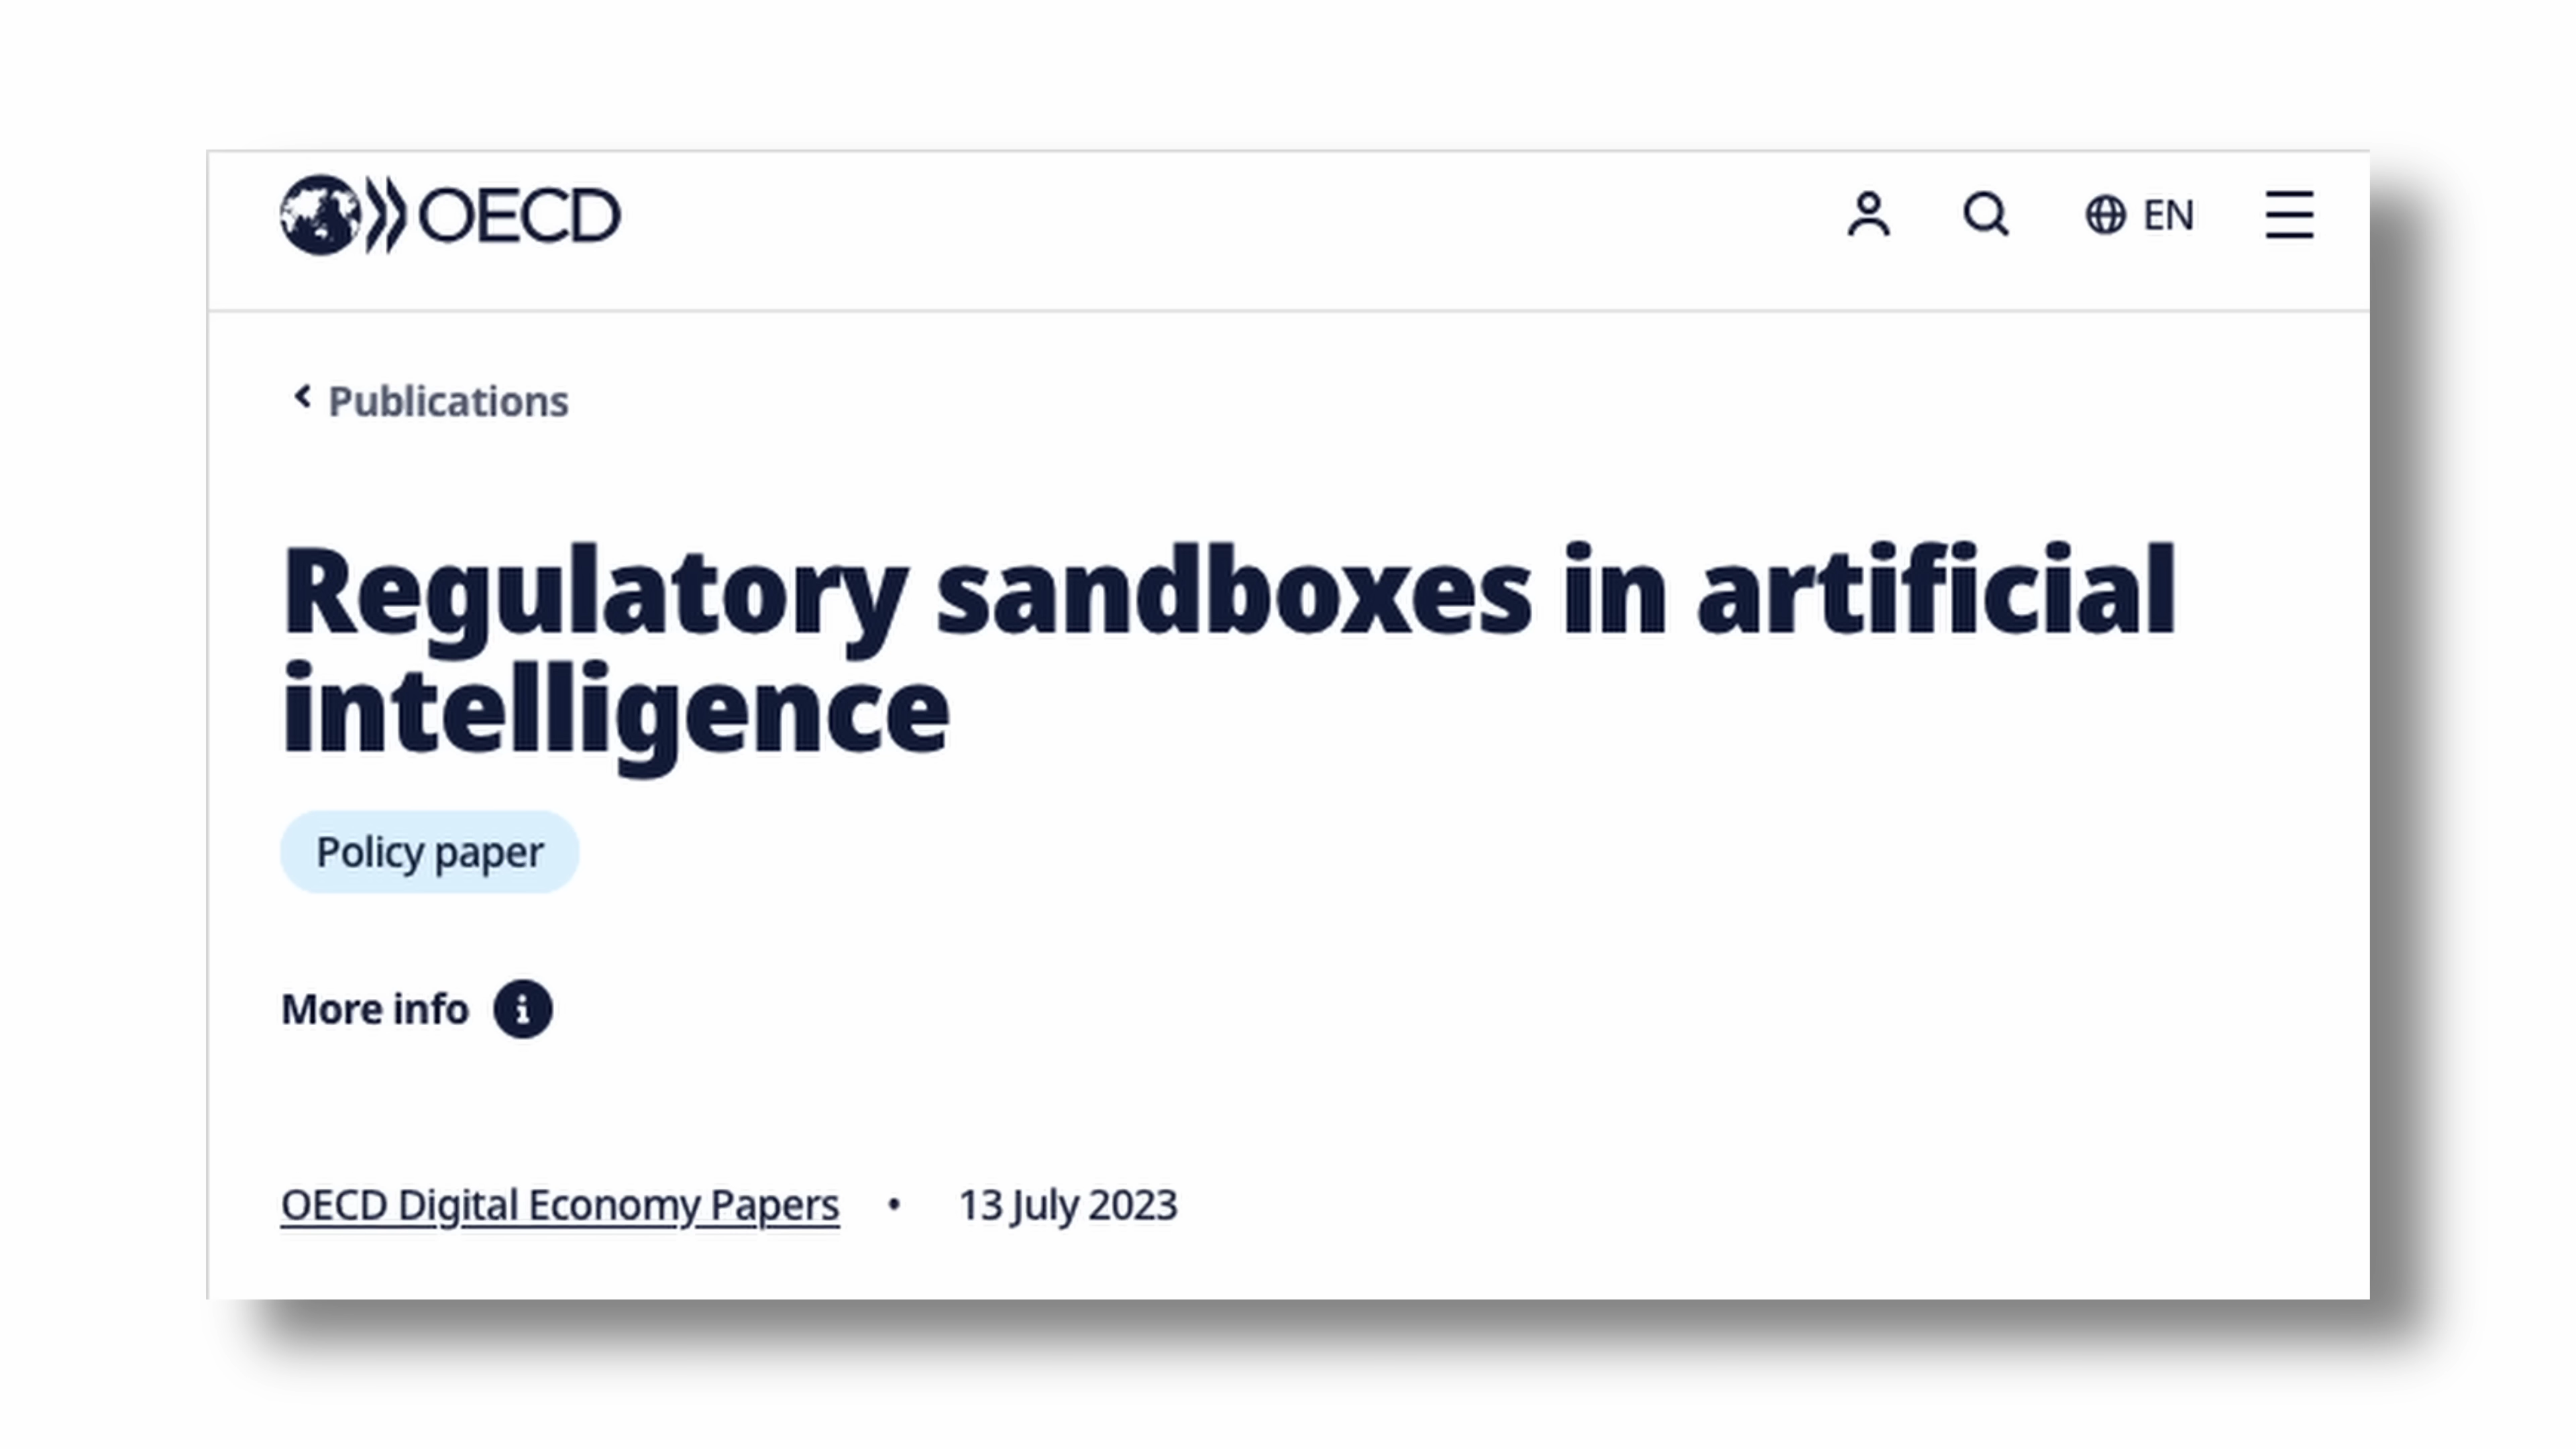 OECD
EN
Publications
Regulatory sandboxes in artificial
intelligence
Policy paper
More info
OECD Digital Economy Papers • 13 July 2023